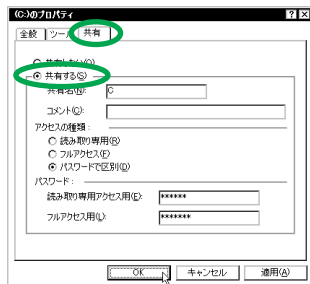 (C:)のプロパティ
全般 ツール 共有
共有しない(O)
共有する(S)
共有名(N): C
コメント(C):
アクセスの種類:
読み取り専用(R)
フルアクセス(F)
パスワードで区別(D)
パスワード:
読み取り専用アクセス用(E): ******
フルアクセス用(L): *******
OK キャンセル 適用(A)